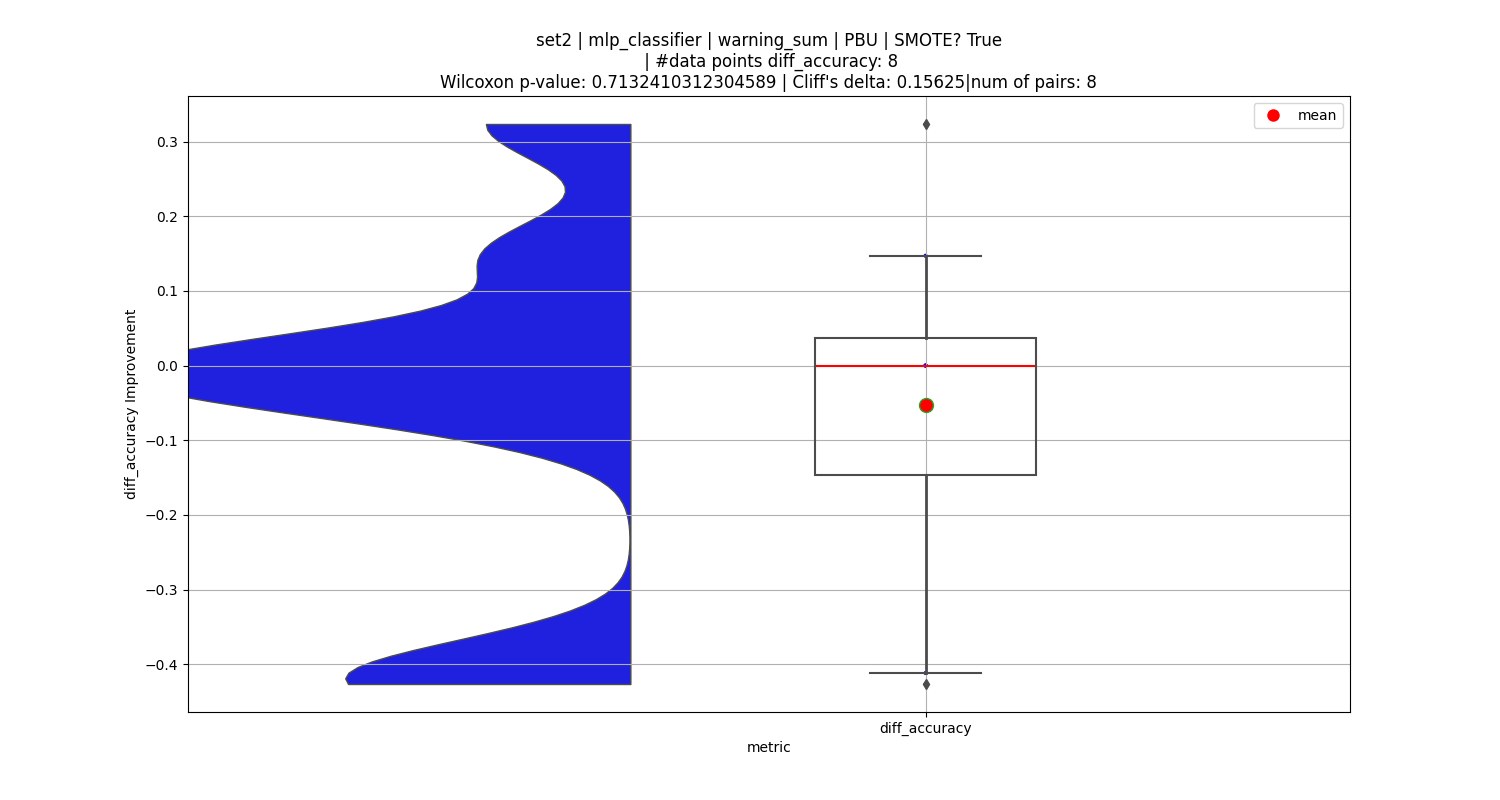 set2 | mlp_classifier | warning_sum | PBU | SMOTE? True
| #data points diff_accuracy: 8
Wilcoxon p-value: 0.7132410312304589 | Cliff's delta: 0.15625|num of pairs: 8
mean
0.3
0.2
0.1
0.0
−0.1
−0.2
−0.3
−0.4
diff_accuracy Improvement
diff_accuracy
metric